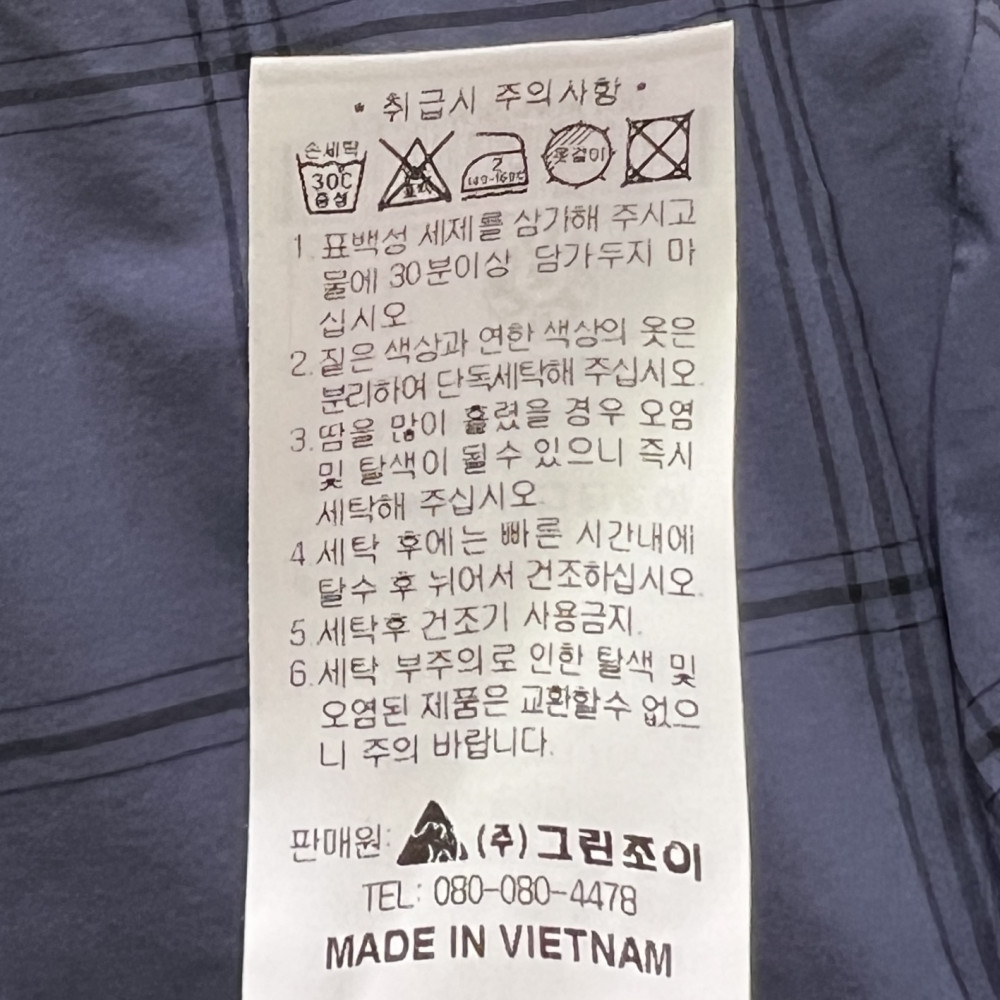 * 취급시 주의사항 *
손세탁 30℃ 중성 표백 2 140-160℃ 옷걸이
1. 표백성 세제를 삼가해 주시고
물에 30분이상 담가두지 마
십시오
2. 짙은 색상과 연한 색상의 옷은
분리하여 단독세탁해 주십시오.
3. 땀을 많이 흘렸을 경우 오염
및 탈색이 될수 있으니 즉시
세탁해 주십시오.
4 세탁 후에는 빠른 시간내에
탈수 후 뉘어서 건조하십시오.
5. 세탁후 건조기 사용금지.
6. 세탁 부주의로 인한 탈색 및
오염된 제품은 교환할수 없으
니 주의 바랍니다.
판매원: (주)그린조이
TEL: 080-080-4478
MADE IN VIETNAM